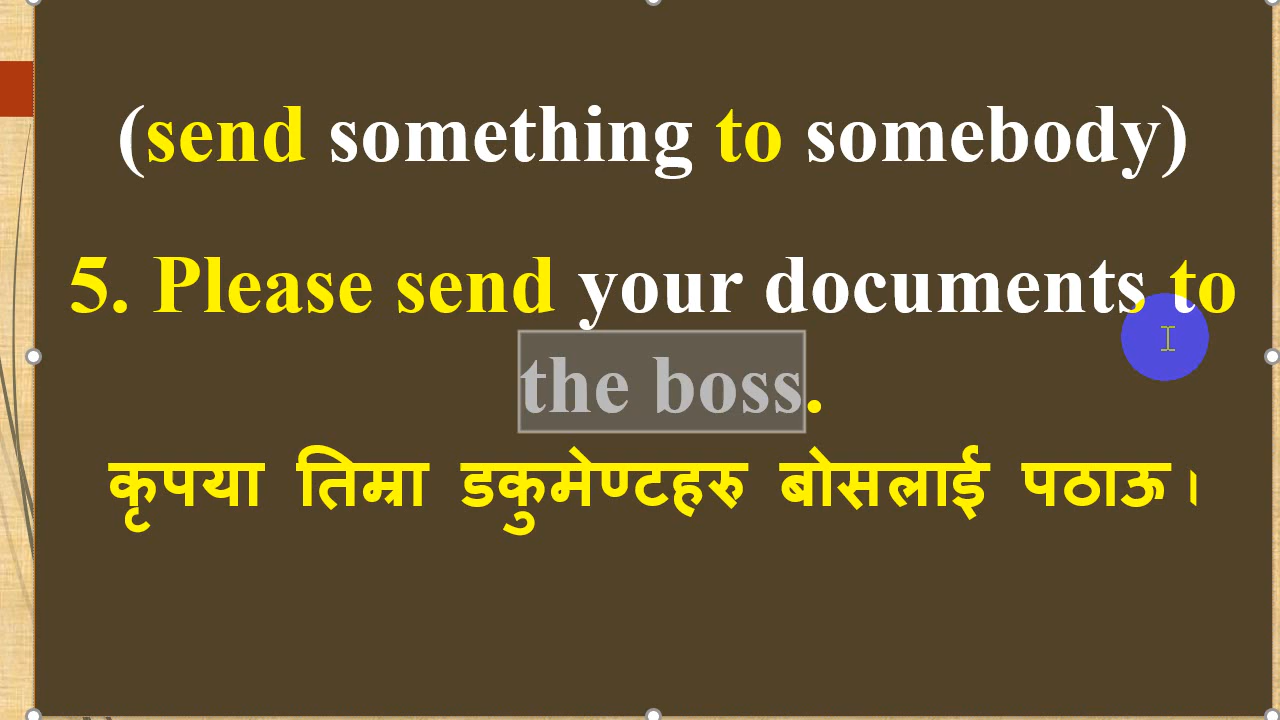 (send something to somebody)
5. Please send your documents to
the boss.
कृपया तिम्रा डकुमेण्टहरु बोसलाई पठाऊ।